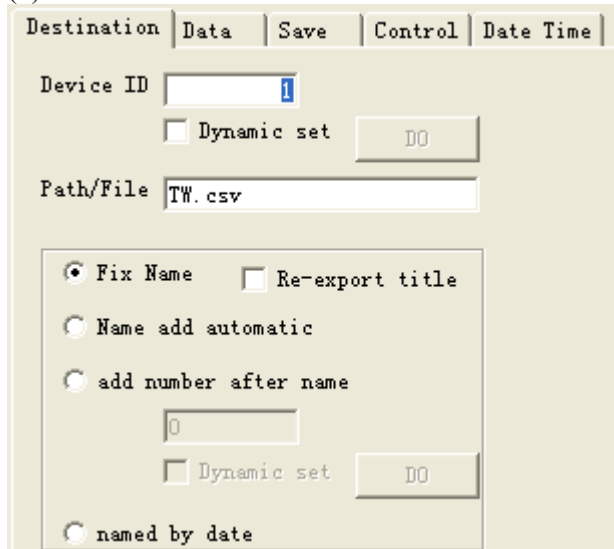 Destination Data Save Control Date Time
Device ID 1
Dynamic set DO
Path/File TW.csv
Fix Name Re-export title
Name add automatic
add number after name
0
Dynamic set DO
named by date